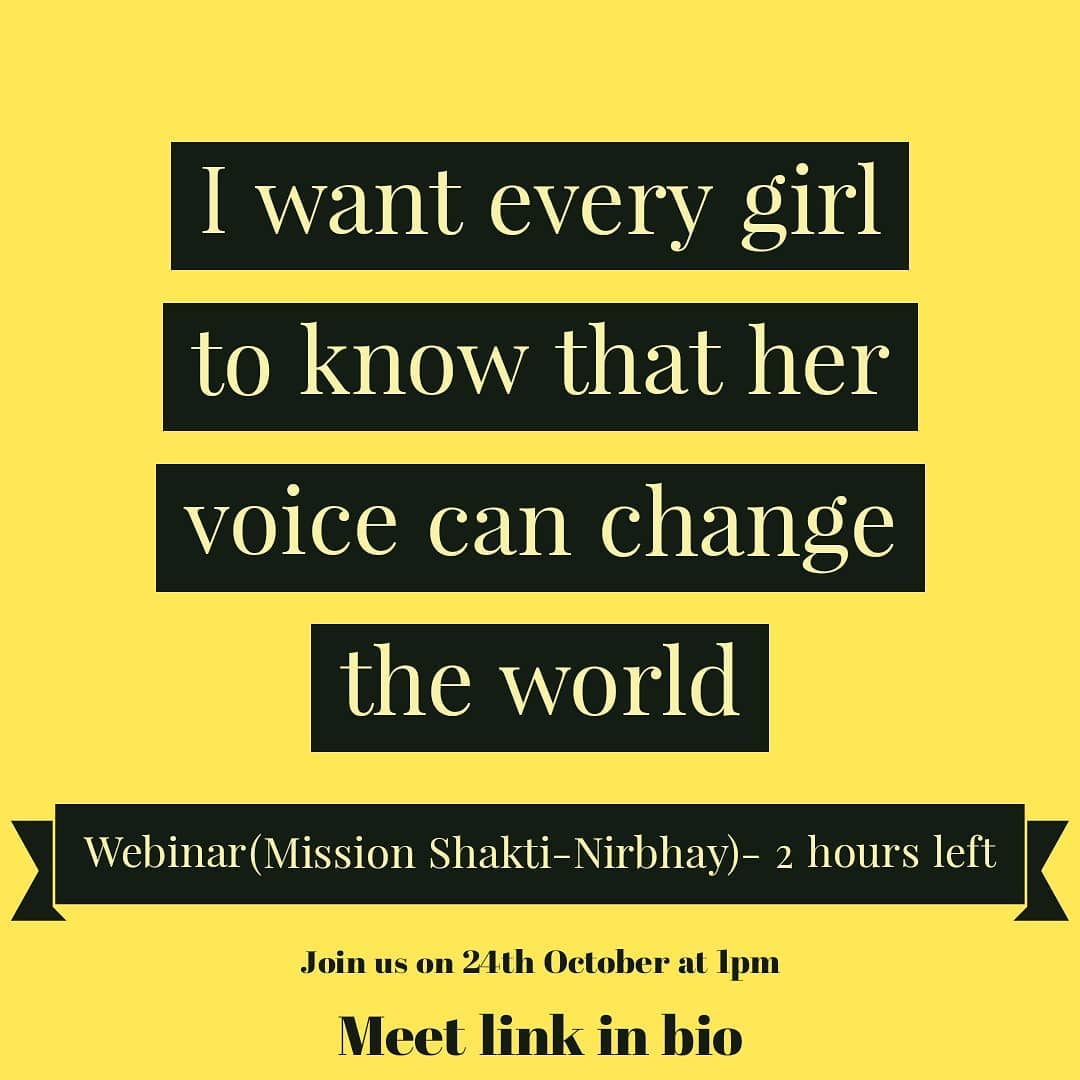 I want every girl
to know that her
voice can change
the world
Webinar(Mission Shakti-Nirbhay)- 2 hours left
Join us on 24th October at 1pm
Meet link in bio